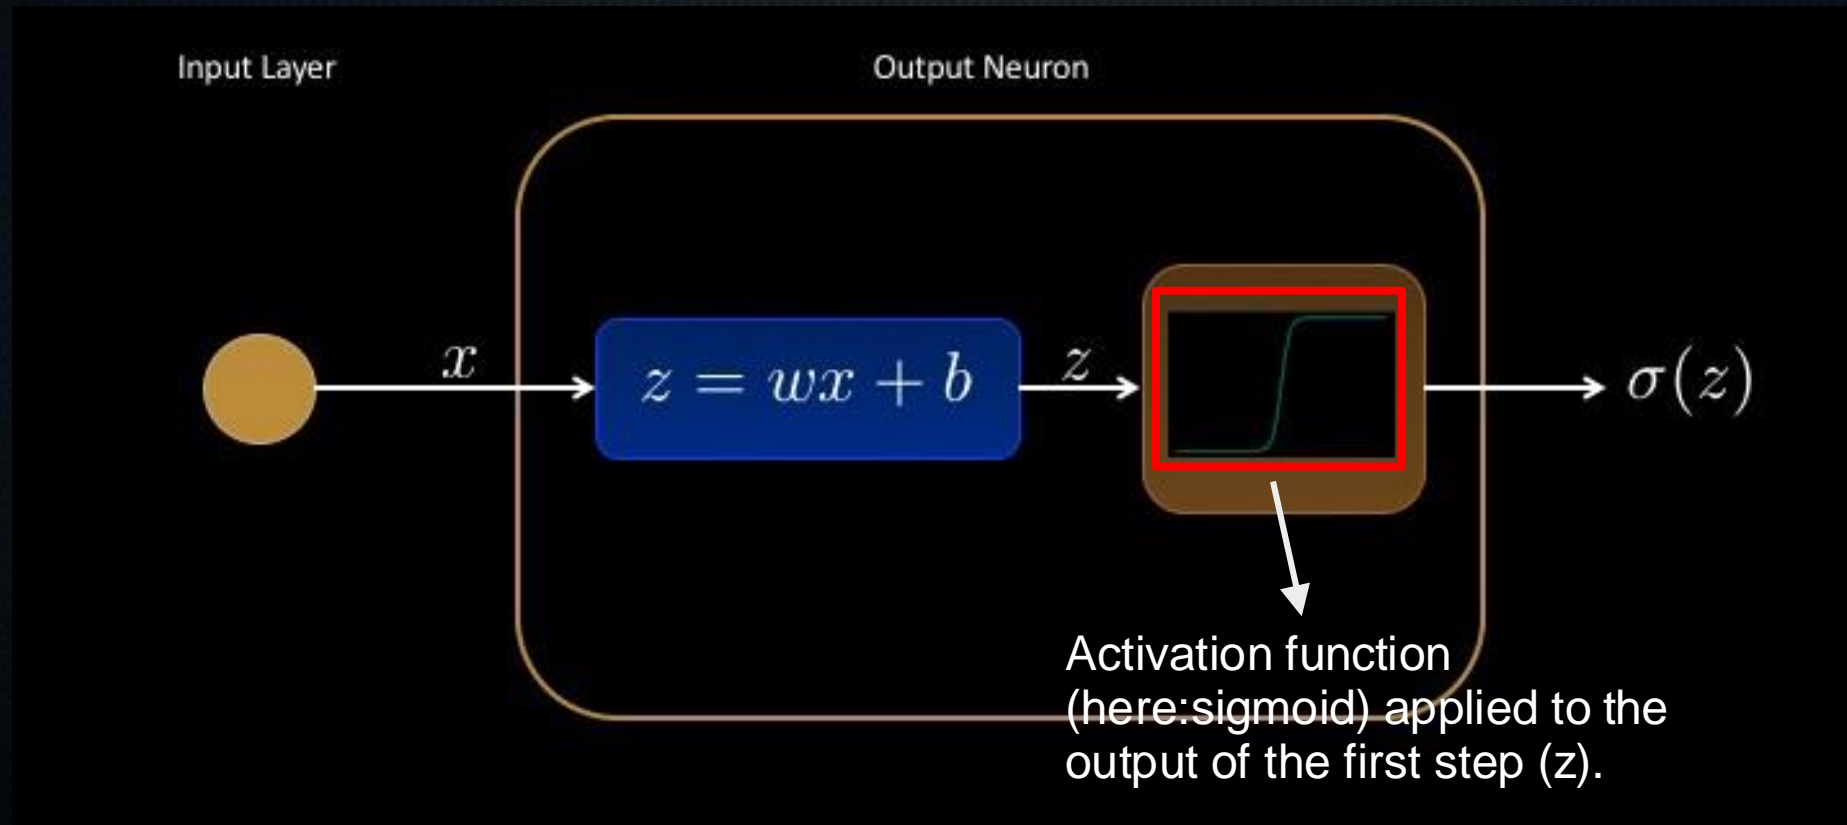 Input Layer
Output Neuron
x
z = wx + b
z
σ(z)
Activation function
(here:sigmoid) applied to the
output of the first step (z).